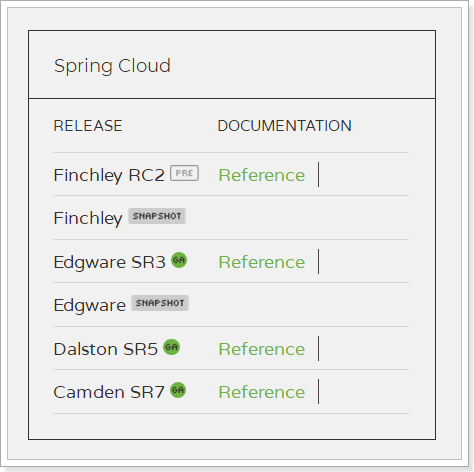 Spring Cloud
RELEASE DOCUMENTATION
Finchley RC2 PRE Reference
Finchley SNAPSHOT
Edgware SR3 GA Reference
Edgware SNAPSHOT
Dalston SR5 GA Reference
Camden SR7 GA Reference